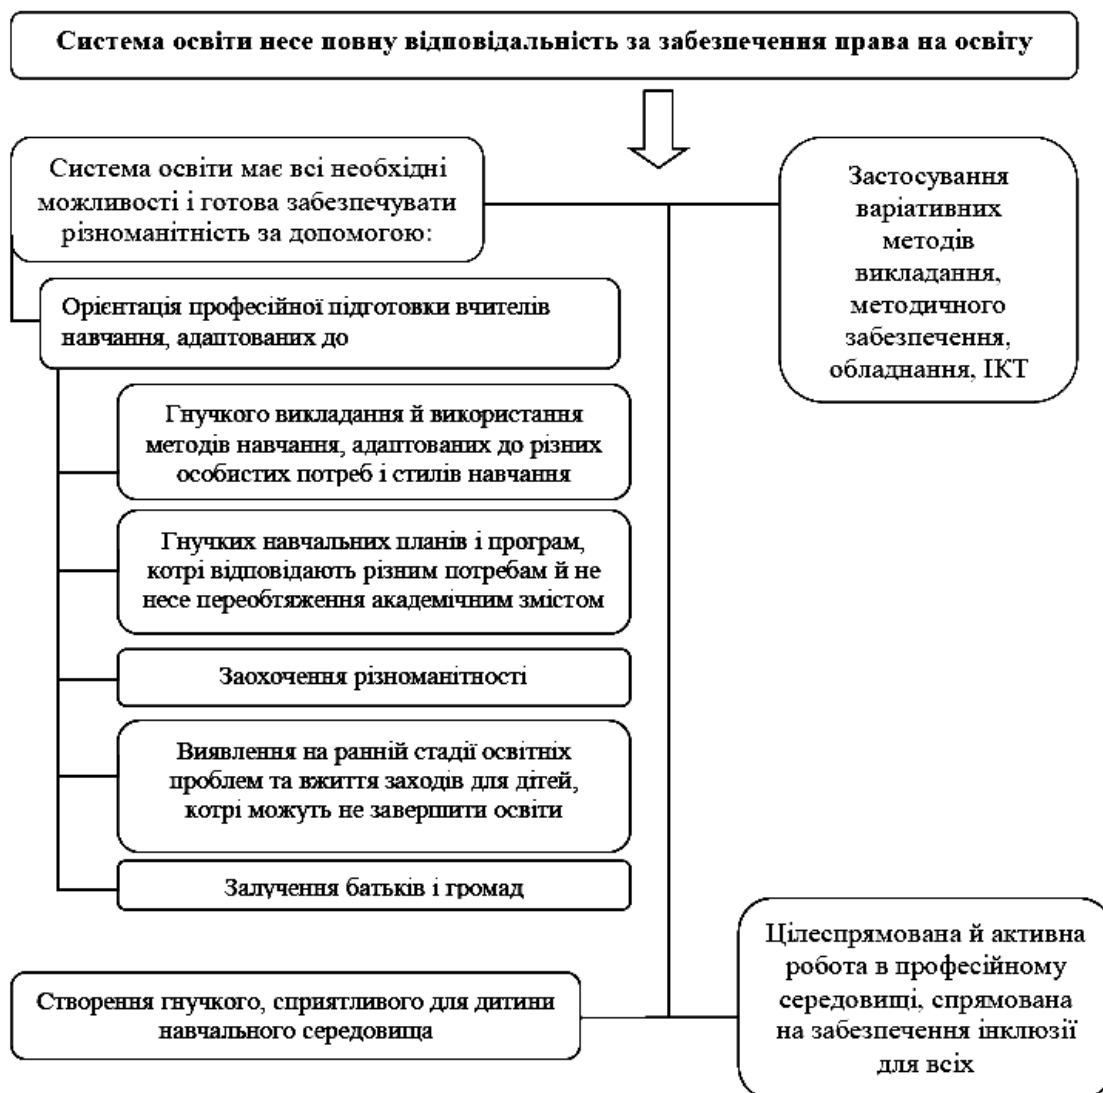 Система освіти несе повну відповідальність за забезпечення права на освіту
Система освіти має всі необхідні
можливості і готова забезпечувати
різноманітність за допомогою:
Застосування
варіативних
методів
викладання,
методичного
забезпечення,
обладнання, ІКТ
Орієнтація професійної підготовки вчителів
навчання, адаптованих до
Гнучкого викладання й використання
методів навчання, адаптованих до різних
особистих потреб і стилів навчання
Гнучких навчальних планів і програм,
котрі відповідають різним потребам й не
несе переобтяження академічним змістом
Заохочення різноманітності
Виявлення на ранній стадії освітніх
проблем та вжиття заходів для дітей,
котрі можуть не завершити освіти
Залучення батьків і громад
Створення гнучкого, сприятливого для дитини
навчального середовища
Цілеспрямована й активна
робота в професійному
середовищі, спрямована
на забезпечення інклюзії
для всіх